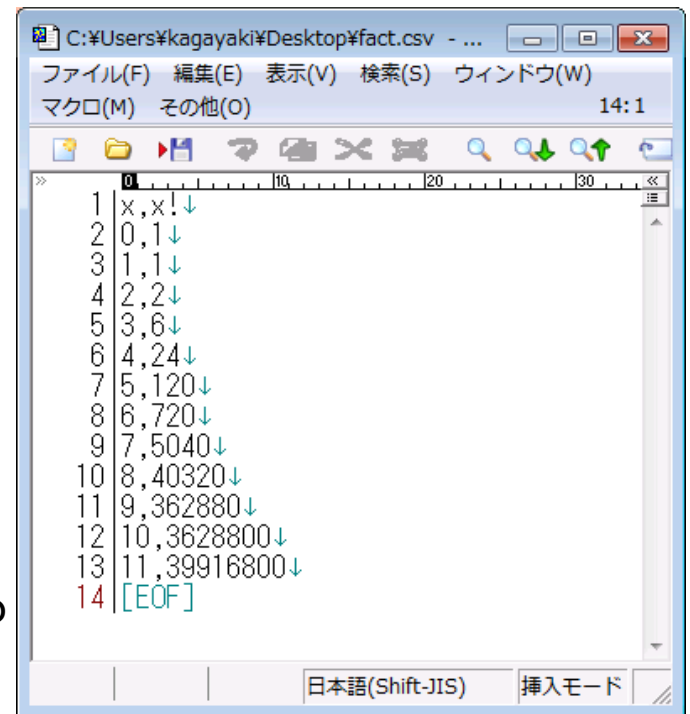 C:¥Users¥kagayaki¥Desktop¥fact.csv - ...
ファイル(F) 編集(E) 表示(V) 検索(S) ウィンドウ(W)
マクロ(M) その他(O) 14:1
0 10 20 30
1 x,x!↓
2 0,1↓
3 1,1↓
4 2,2↓
5 3,6↓
6 4,24↓
7 5,120↓
8 6,720↓
9 7,5040↓
10 8,40320↓
11 9,362880↓
12 10,3628800↓
13 11,39916800↓
14 [EOF]
日本語(Shift-JIS) 挿入モード